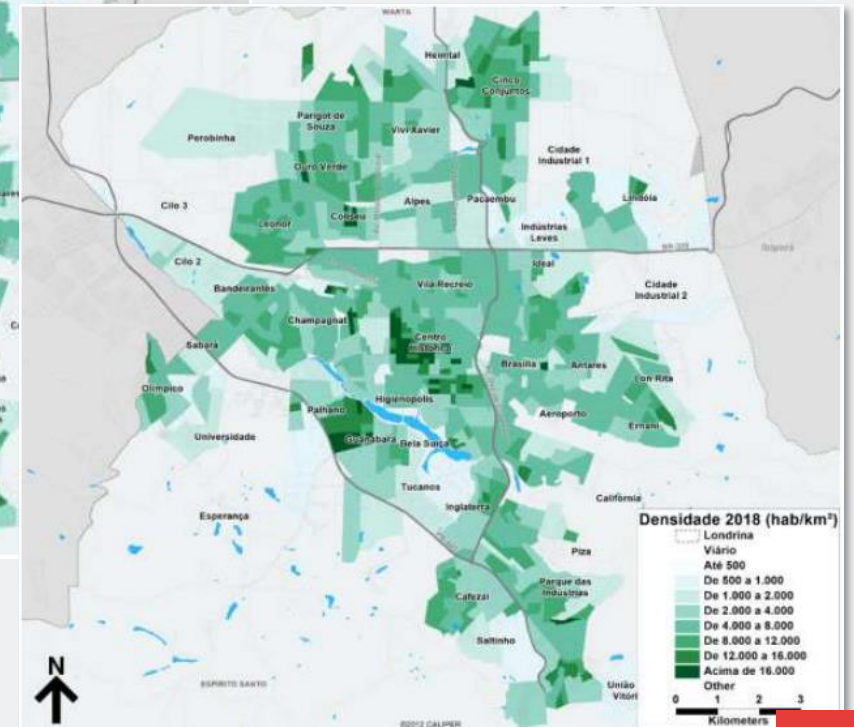 WARTA
Heimtal
Cinco
Conjuntos
Parigot de
Souza
Perobinha
Vivi Xavier
Cidade
Industrial 1
Ouro Verde
Lindóia
Alpes
Pacaembu
Cilo 3
Leonor
Coliseu
Indústrias
Leves
Ibiporã
Cilo 2
Ideal
Bandeirantes
Vila Recreio
Cidade
Industrial 2
Champagnat
Centro
Histórico
Sabará
Brasília
Antares
Lon Rita
Olímpico
Higienópolis
Palhano
Aeroporto
Ernani
Universidade
Guanabara
Bela Suíça
Tucanos
California
Inglaterra
Esperança
Piza
Parque das
Indústrias
Cafezal
Saltinho
União
ESPIRITO SANTO
N
©2012 CALIPER
Densidade 2018 (hab/km²)
Londrina
Viário
Até 500
De 500 a 1.000
De 1.000 a 2.000
De 2.000 a 4.000
De 4.000 a 8.000
De 8.000 a 12.000
De 12.000 a 16.000
Acima de 16.000
Other
0 1 2 3
Kilometers